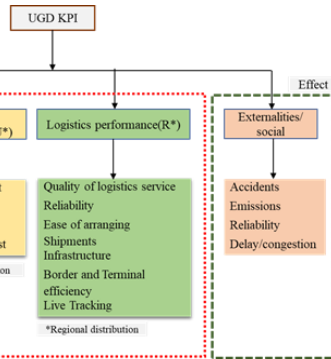 UGD KPI
Effect
*)
Logistics performance(R*)
Externalities/
social
Quality of logistics service
Reliability
Ease of arranging
Shipments
Infrastructure
Border and Terminal
efficiency
Live Tracking
Accidents
Emissions
Reliability
Delay/congestion
*Regional distribution